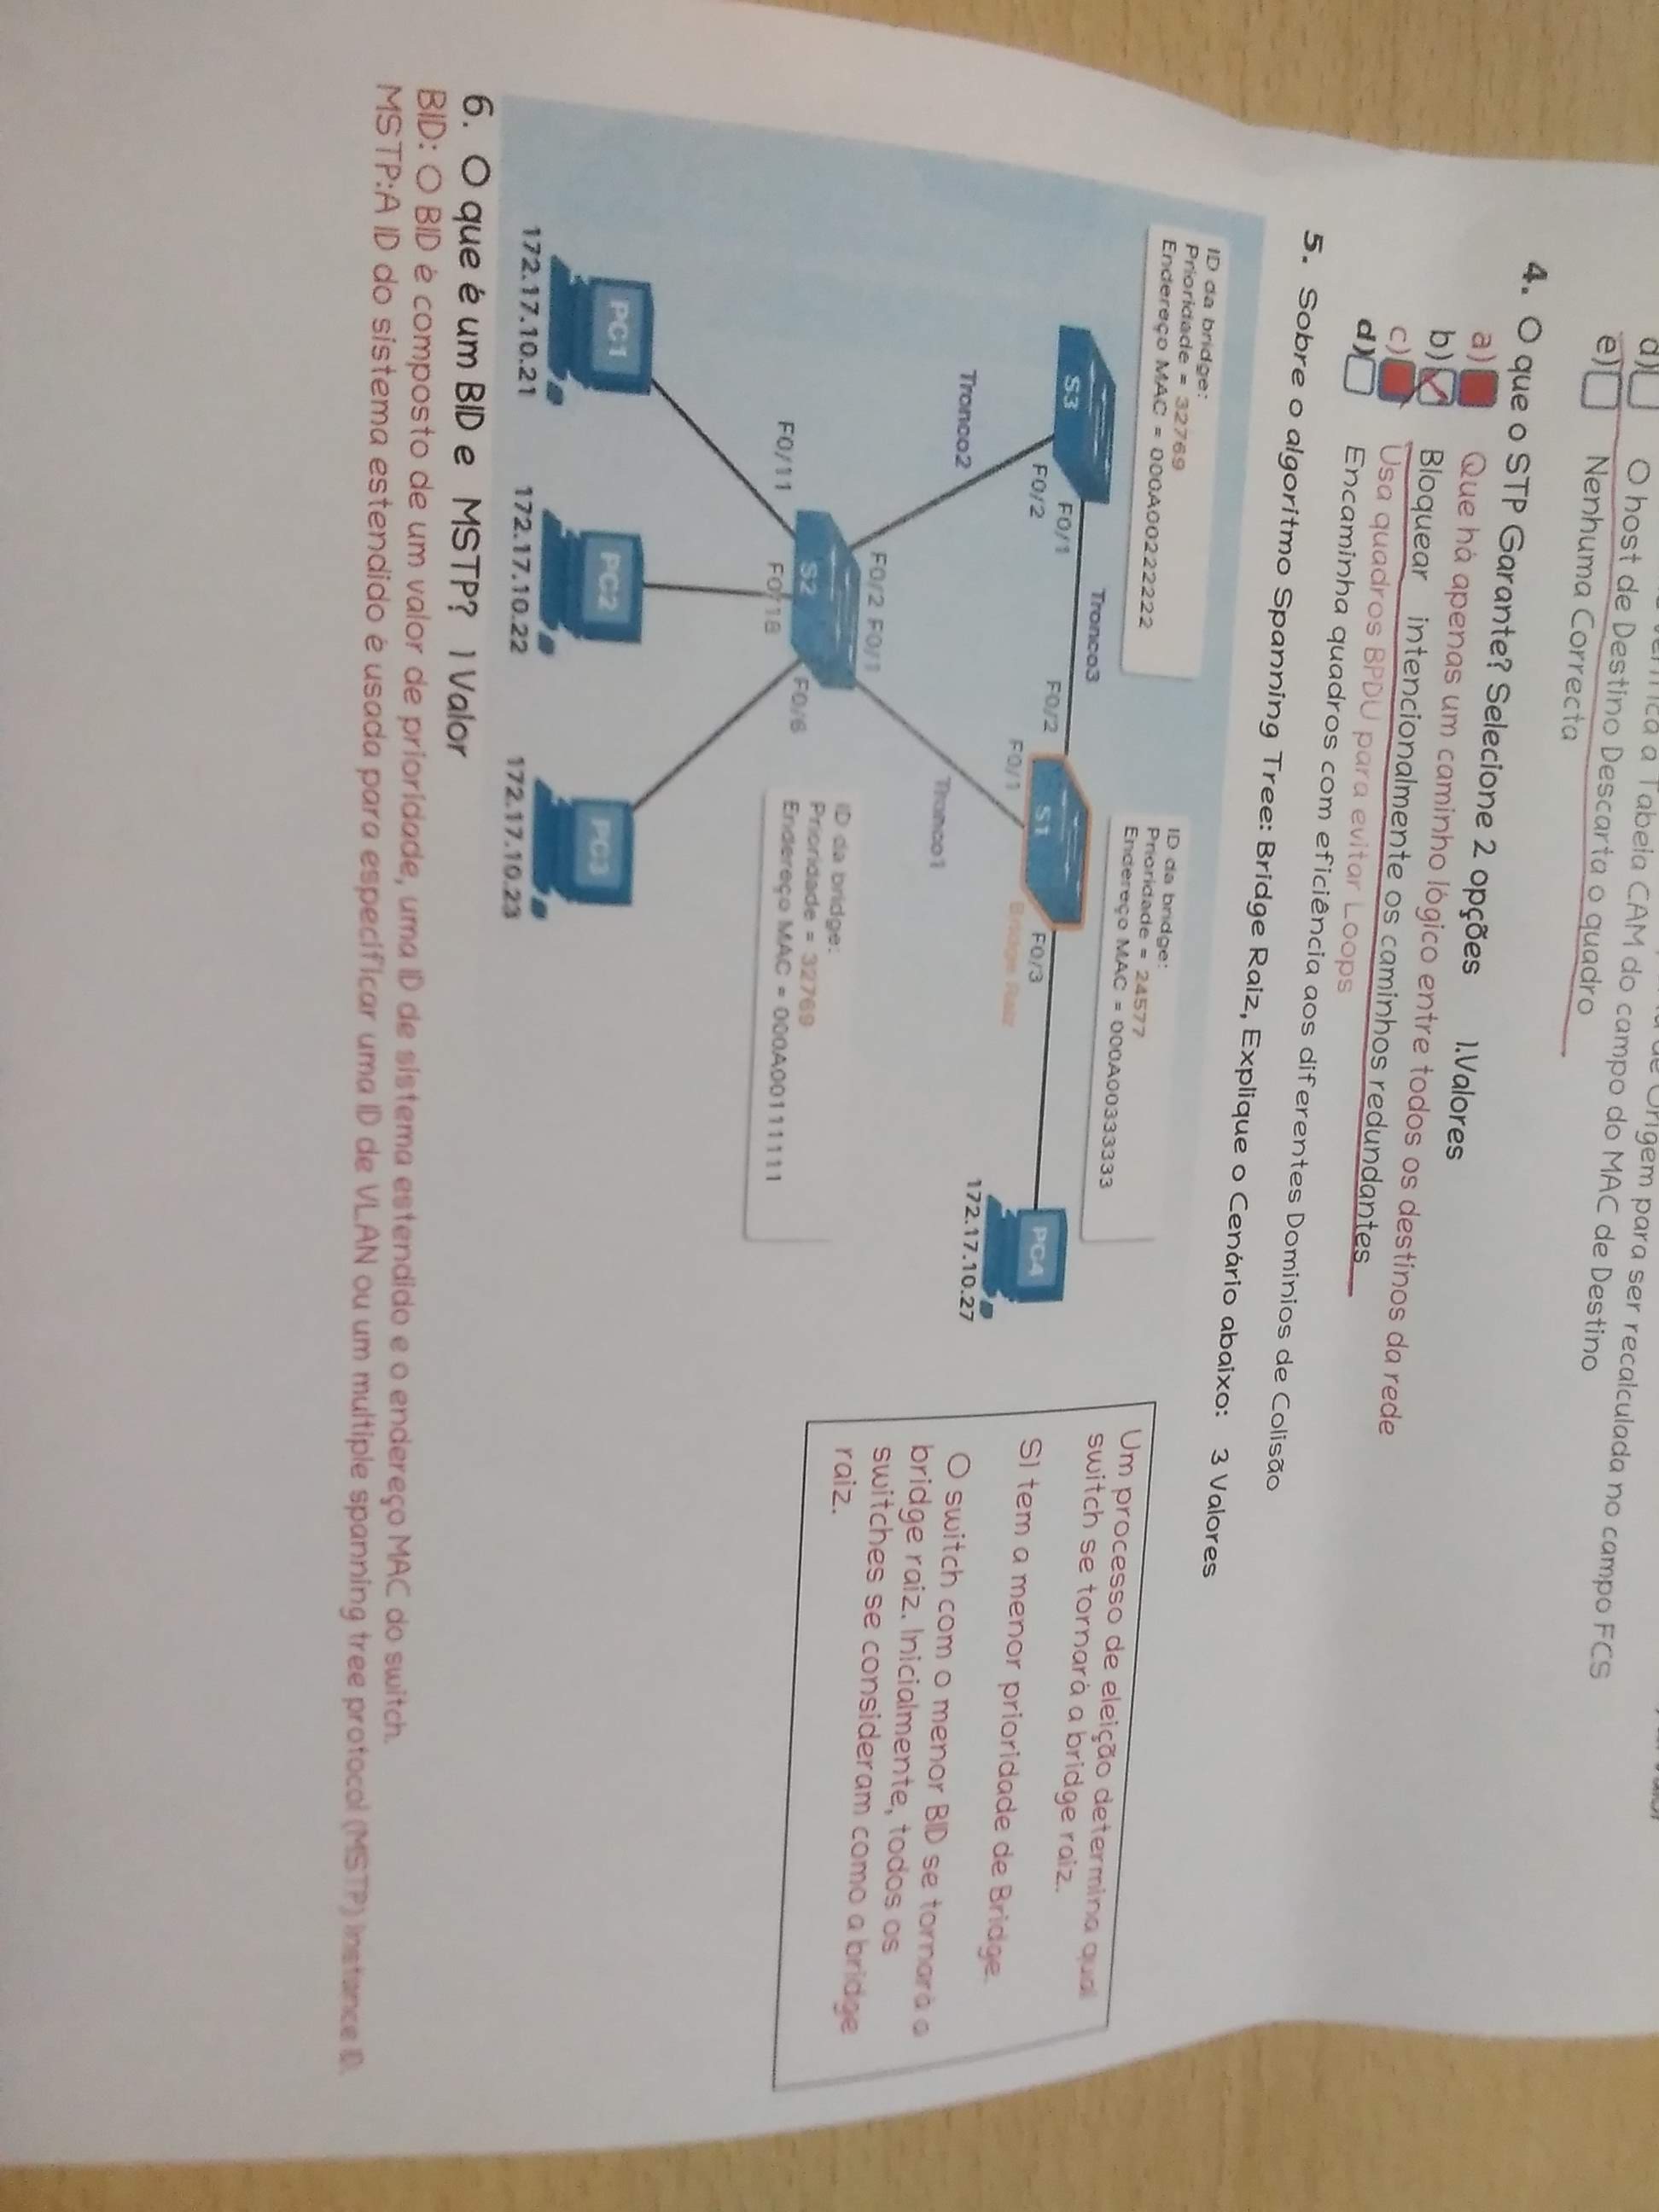 d) O host de Destino Descarta o quadro
e) Nenhuma Correcta
a Tabela CAM do campo do MAC de Destino
Origem para ser recalculada no campo FCS
4. O que o STP Garante? Selecione 2 opções 1.Valores
a) Que há apenas um caminho lógico entre todos os destinos da rede
b) Bloquear intencionalmente os caminhos redundantes
c) Usa quadros BPDU para evitar Loops
d) Encaminha quadros com eficiência aos diferentes Dominios de Colisão
5. Sobre o algoritmo Spanning Tree: Bridge Raiz, Explique o Cenário abaixo: 3 Valores
ID da bridge:
Prioridade = 32769
Endereço MAC = 000A00222222
ID da bridge:
Prioridade = 24577
Endereço MAC = 000A00333333
S3
F0/1
Tronco3
F0/2
S1
F0/3
PC4
F0/2
F0/1
Bridge Raiz
172.17.10.27
Tronco2
Tronco1
F0/2 F0/1
ID da bridge:
Prioridade = 32769
Endereço MAC = 000A00111111
S2
F0/11
F0/18
F0/6
PC1
PC2
PC3
172.17.10.21
172.17.10.22
172.17.10.23
Um processo de eleição determina qual
switch se tornará a bridge raiz.
S1 tem a menor prioridade de Bridge.
O switch com o menor BID se tornará a
bridge raiz. Inicialmente, todos os
switches se consideram como a bridge
raiz.
6. O que é um BID e MSTP? 1 Valor
BID: O BID é composto de um valor de prioridade, uma ID de sistema estendido e o endereço MAC do switch.
MSTP:A ID do sistema estendido é usada para especificar uma ID de VLAN ou um multiple spanning tree protocol (MSTP) instance ID.